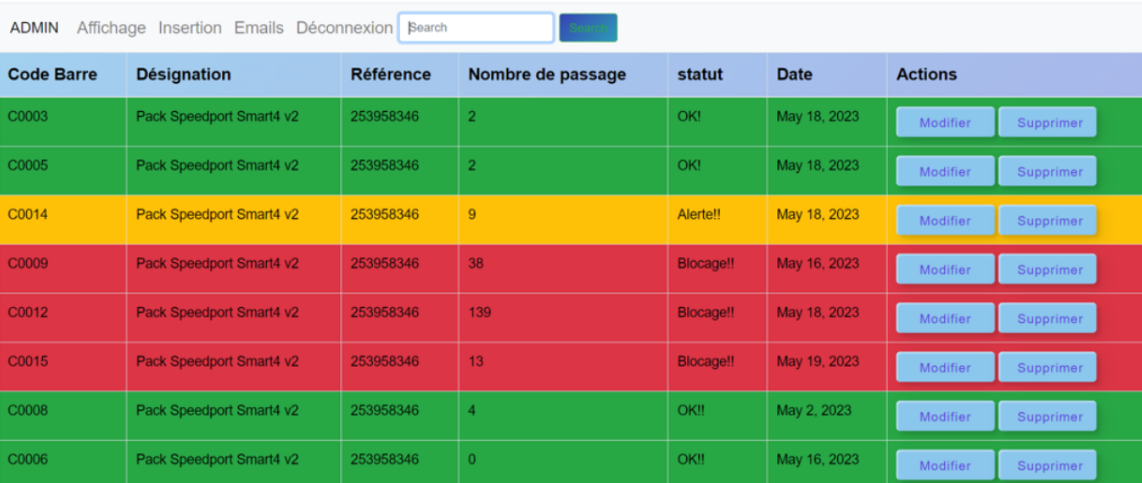 ADMIN Affichage Insertion Emails Déconnexion Search Search
Code Barre Désignation Référence Nombre de passage statut Date Actions
C0003 Pack Speedport Smart4 v2 253958346 2 OK! May 18, 2023 Modifier Supprimer
C0005 Pack Speedport Smart4 v2 253958346 2 OK! May 18, 2023 Modifier Supprimer
C0014 Pack Speedport Smart4 v2 253958346 9 Alerte!! May 18, 2023 Modifier Supprimer
C0009 Pack Speedport Smart4 v2 253958346 38 Blocage!! May 16, 2023 Modifier Supprimer
C0012 Pack Speedport Smart4 v2 253958346 139 Blocage!! May 18, 2023 Modifier Supprimer
C0015 Pack Speedport Smart4 v2 253958346 13 Blocage!! May 19, 2023 Modifier Supprimer
C0008 Pack Speedport Smart4 v2 253958346 4 OK!! May 2, 2023 Modifier Supprimer
C0006 Pack Speedport Smart4 v2 253958346 0 OK!! May 16, 2023 Modifier Supprimer